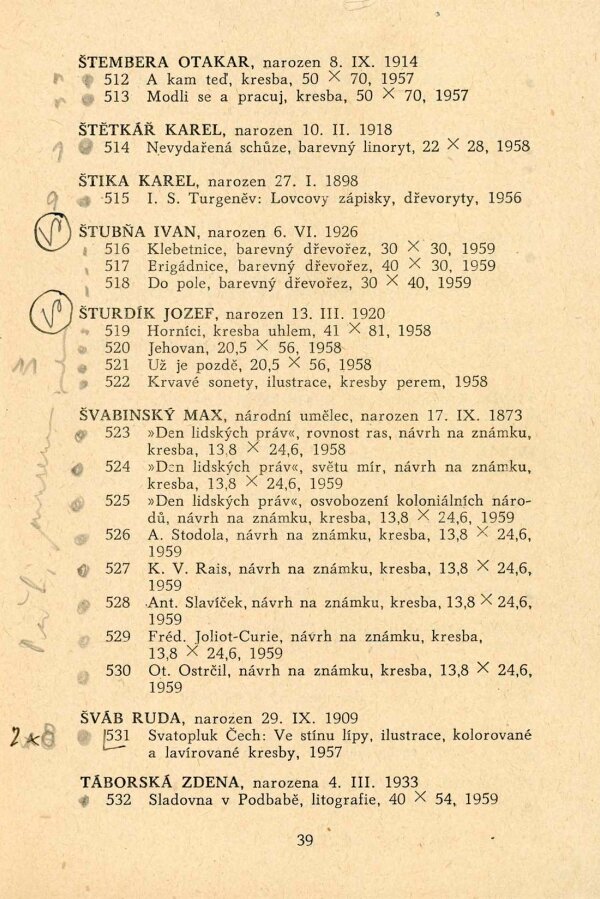 ŠTEMBERA OTAKAR, narozen 8. IX. 1914
512 A kam teď, kresba, 50 × 70, 1957
513 Modli se a pracuj, kresba, 50 × 70, 1957
ŠTĚTKÁŘ KAREL, narozen 10. II. 1918
514 Nevydařená schůze, barevný linoryt, 22 × 28, 1958
ŠTIKA KAREL, narozen 27. I. 1898
515 I. S. Turgeněv: Lovcovy zápisky, dřevoryty, 1956
ŠTUBŇA IVAN, narozen 6. VI. 1926
516 Klebetnice, barevný dřevořez, 30 × 30, 1959
517 Brigádnice, barevný dřevořez, 40 × 30, 1959
518 Do pole, barevný dřevořez, 30 × 40, 1959
ŠTURDÍK JOZEF, narozen 13. III. 1920
519 Horníci, kresba uhlem, 41 × 81, 1958
520 Jehovan, 20,5 × 56, 1958
521 Už je pozdě, 20,5 × 56, 1958
522 Krvavé sonety, ilustrace, kresby perem, 1958
ŠVABINSKÝ MAX, národní umělec, narozen 17. IX. 1873
523 »Den lidských práv«, rovnost ras, návrh na známku,
kresba, 13,8 × 24,6, 1958
524 »Den lidských práv«, světu mír, návrh na známku,
kresba, 13,8 × 24,6, 1959
525 »Den lidských práv«, osvobození koloniálních náro-
dů, návrh na známku, kresba, 13,8 × 24,6, 1959
526 A. Stodola, návrh na známku, kresba, 13,8 × 24,6,
1959
527 K. V. Rais, návrh na známku, kresba, 13,8 × 24,6,
1959
528 Ant. Slavíček, návrh na známku, kresba, 13,8 × 24,6,
1959
529 Fréd. Joliot-Curie, návrh na známku, kresba,
13,8 × 24,6, 1959
530 Ot. Ostrčil, návrh na známku, kresba, 13,8 × 24,6,
1959
ŠVÁB RUDA, narozen 29. IX. 1909
2x8 531 Svatopluk Čech: Ve stínu lípy, ilustrace, kolorované
a lavírované kresby, 1957
TÁBORSKÁ ZDENA, narozena 4. III. 1933
532 Sladovna v Podbabě, litografie, 40 × 54, 1959
39